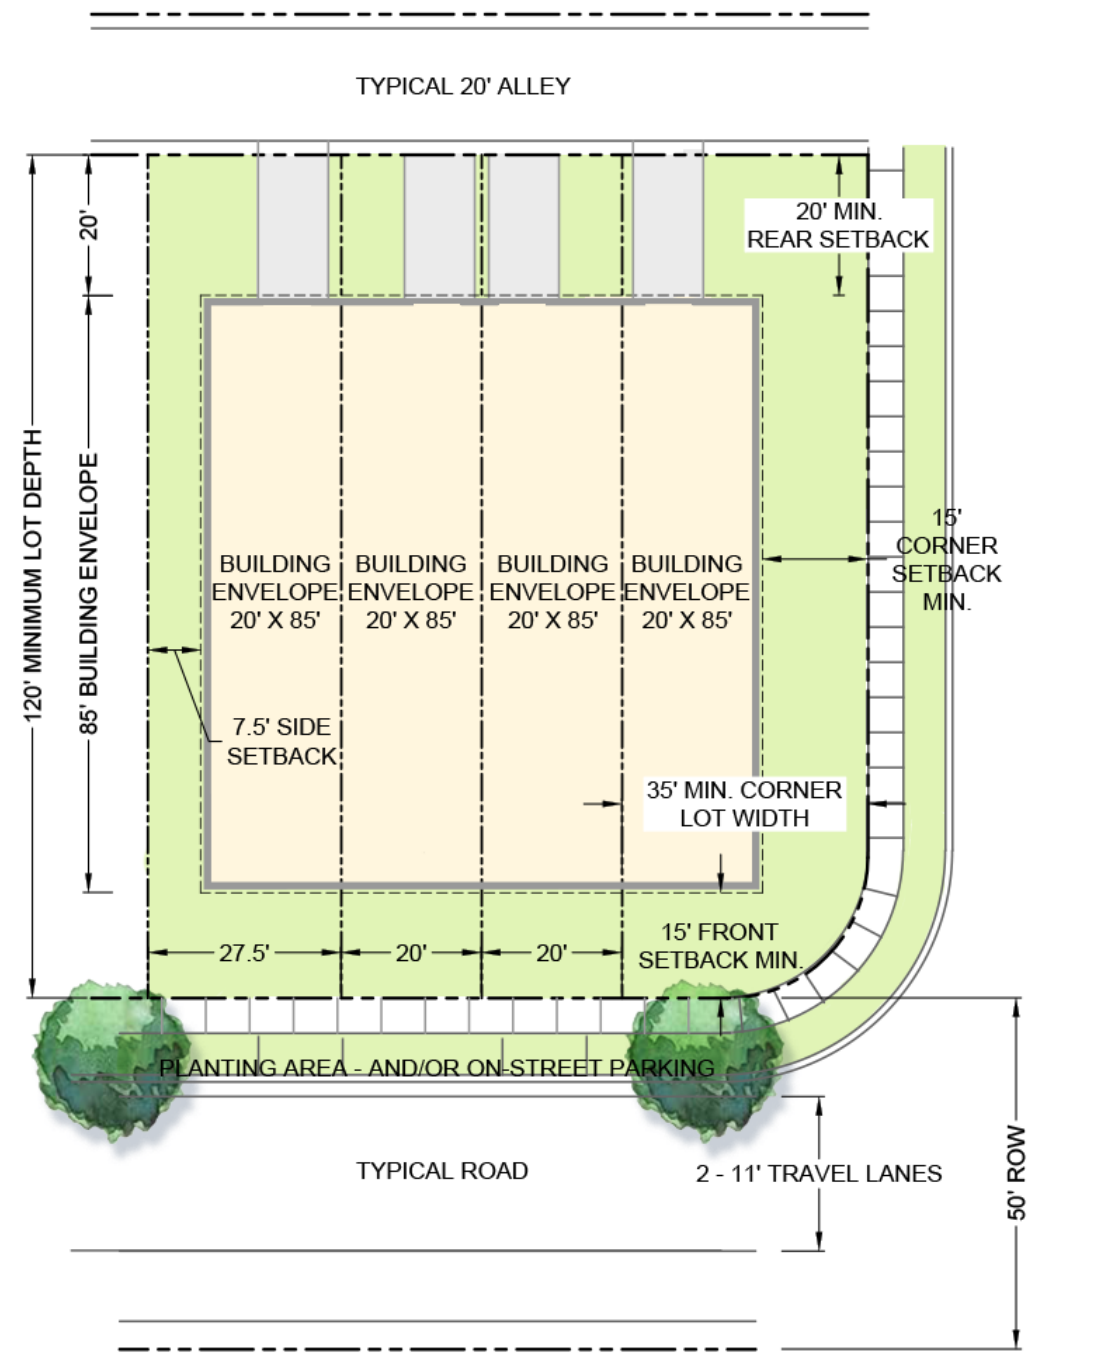 TYPICAL 20' ALLEY
20'
20' MIN.
REAR SETBACK
120' MINIMUM LOT DEPTH
85' BUILDING ENVELOPE
BUILDING
ENVELOPE
20' X 85'
BUILDING
ENVELOPE
20' X 85'
BUILDING
ENVELOPE
20' X 85'
BUILDING
ENVELOPE
20' X 85'
15'
CORNER
SETBACK
MIN.
7.5' SIDE
SETBACK
35' MIN. CORNER
LOT WIDTH
27.5'
20'
20'
15' FRONT
SETBACK MIN.
PLANTING AREA - AND/OR ON-STREET PARKING
TYPICAL ROAD
2 - 11' TRAVEL LANES
50' ROW